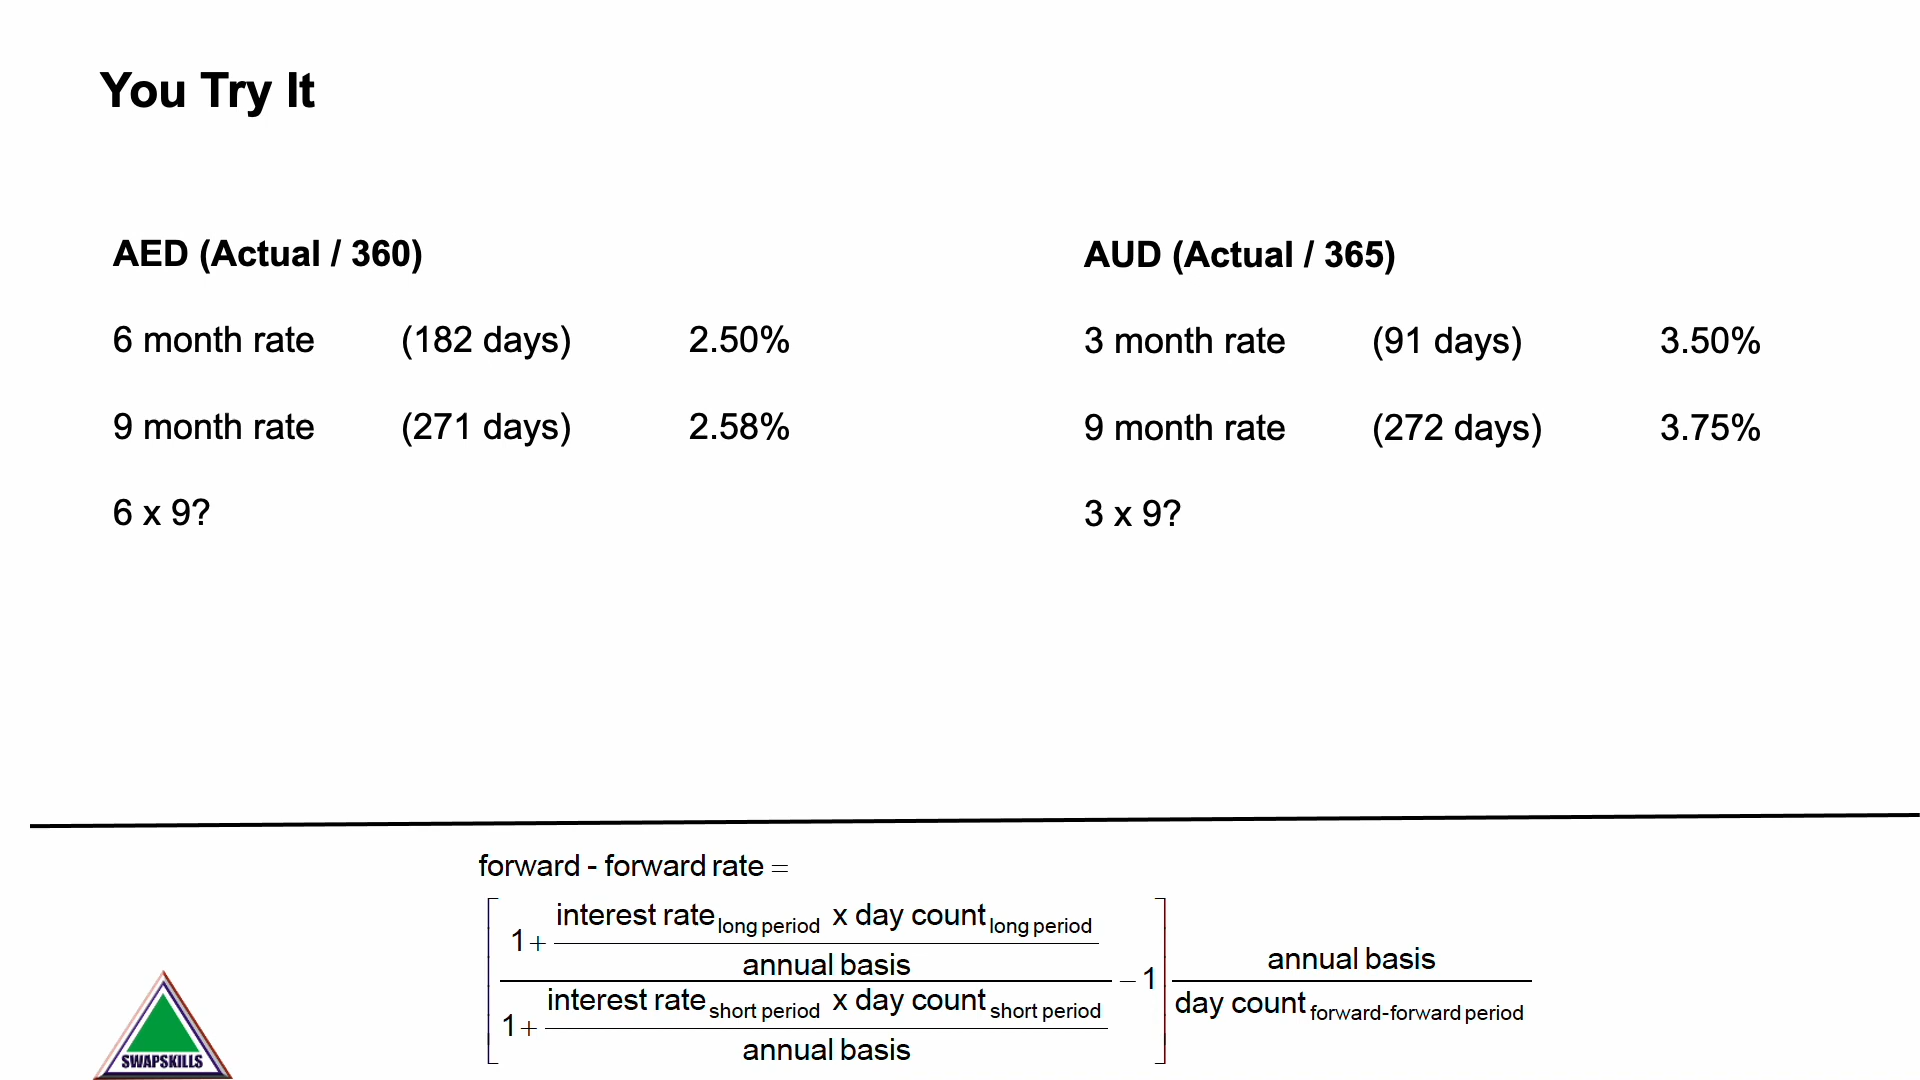 You Try It
AED (Actual / 360)
6 month rate (182 days) 2.50%
9 month rate (271 days) 2.58%
6 x 9?
AUD (Actual / 365)
3 month rate (91 days) 3.50%
9 month rate (272 days) 3.75%
3 x 9?
forward - forward rate =
interest rate long period x day count long period
1+
annual basis
- 1
interest rate short period x day count short period
1+
annual basis
annual basis
day count forward-forward period
SWAPSKILLS